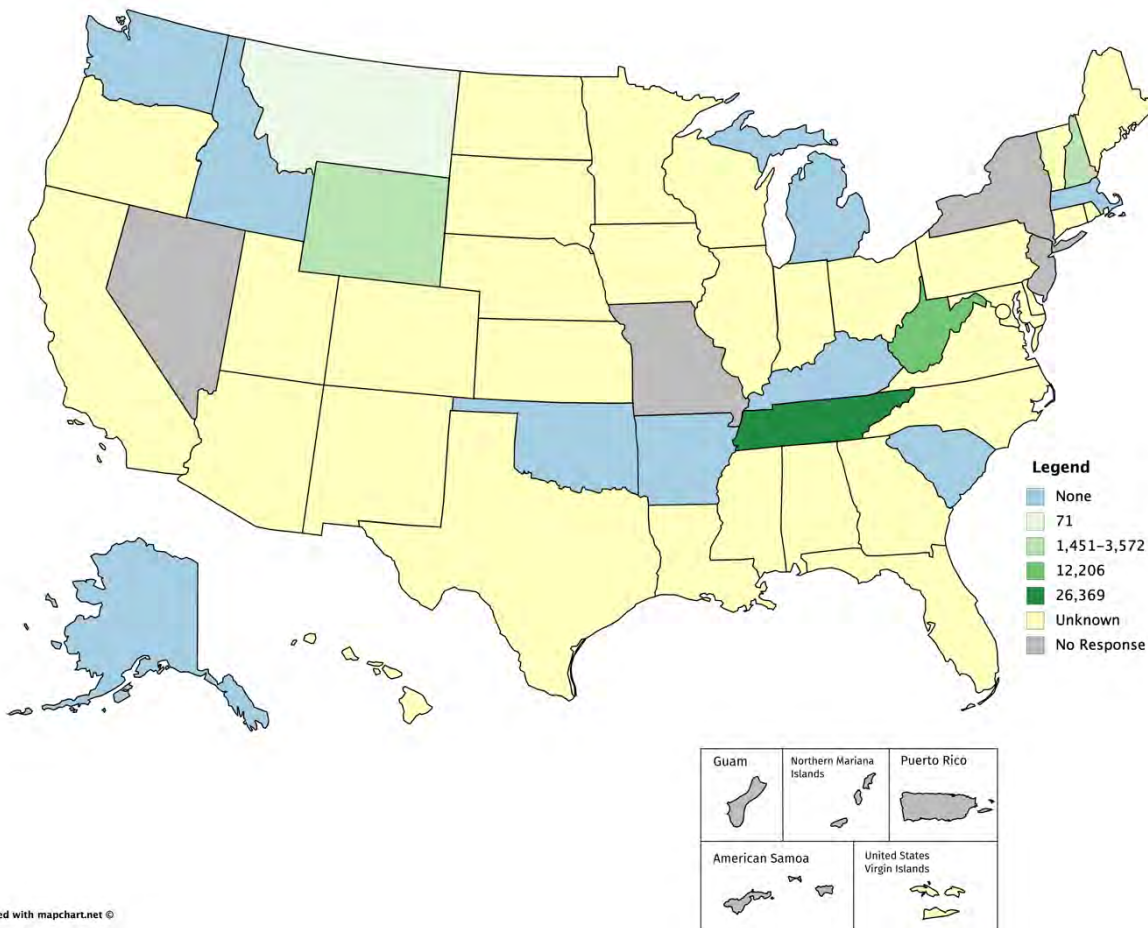 Legend
None
71
1,451–3,572
12,206
26,369
Unknown
No Response
Guam
Northern Mariana
Islands
Puerto Rico
American Samoa
United States
Virgin Islands
ed with mapchart.net ©